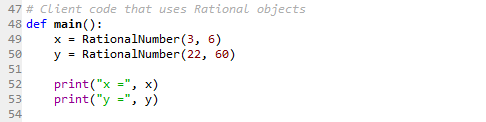 47 # Client code that uses Rational objects
48 def main():
49     x = RationalNumber(3, 6)
50     y = RationalNumber(22, 60)
51
52     print("x =", x)
53     print("y =", y)
54